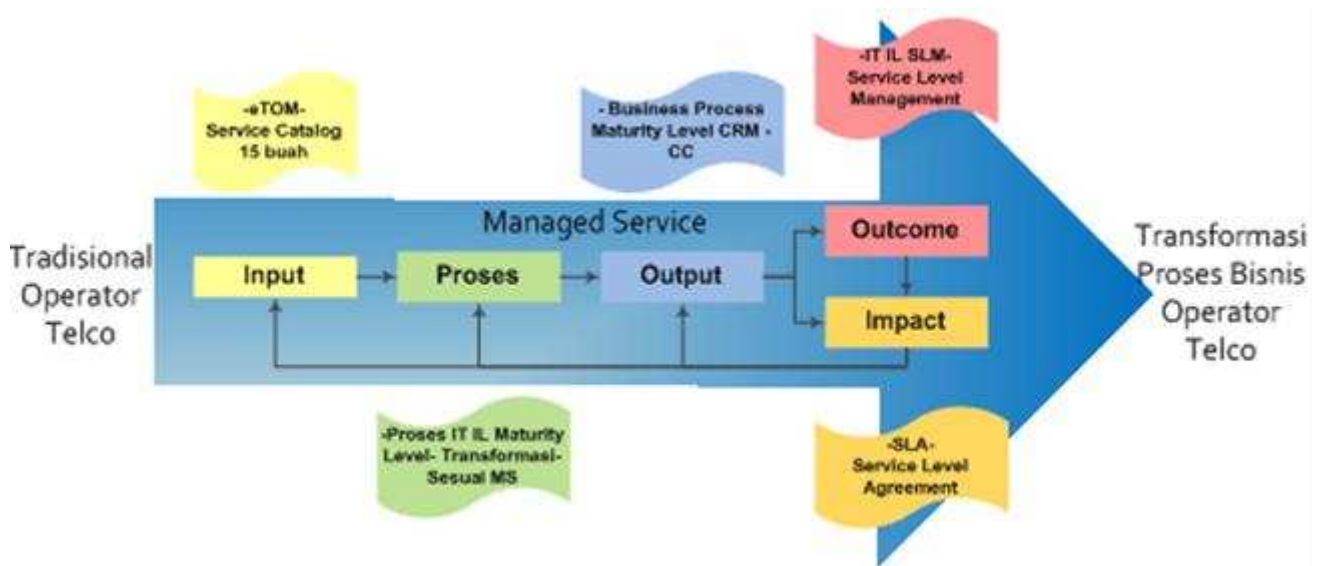 -eTOM-
Service Catalog
15 buah
- Business Process
Maturity Level CRM -
CC
-IT IL SLM-
Service Level
Management
Tradisional
Operator
Telco
Managed Service
Input
Proses
Output
Outcome
Impact
Transformasi
Proses Bisnis
Operator
Telco
-Proses IT IL Maturity
Level- Transformasi-
Sesual MS
-SLA-
Service Level
Agreement